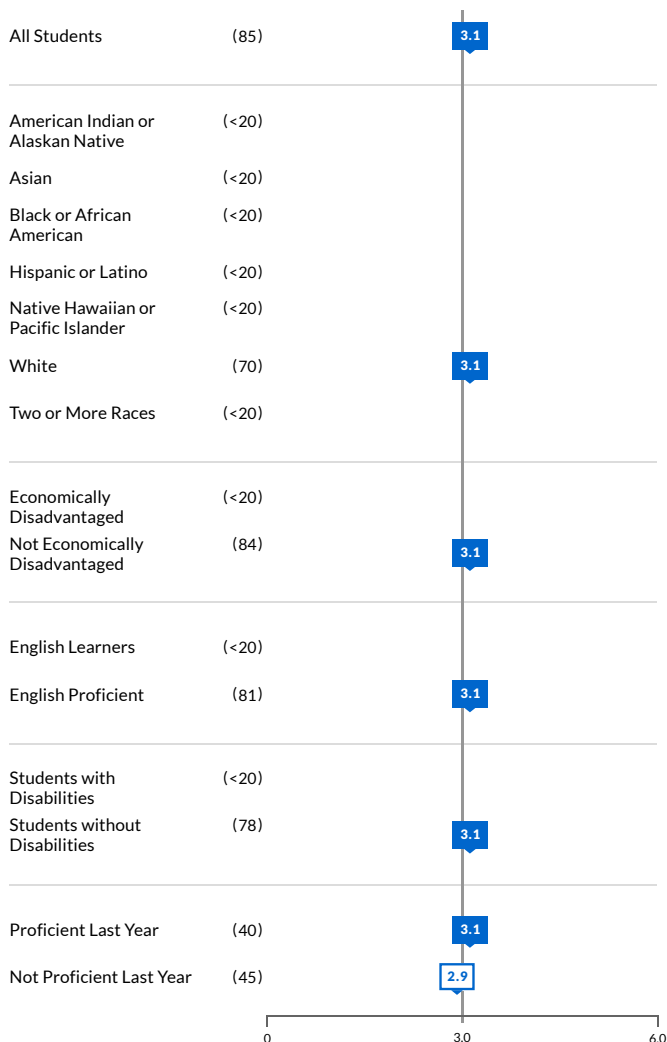 All Students (85) 3.1
American Indian or (<20)
Alaskan Native
Asian (<20)
Black or African (<20)
American
Hispanic or Latino (<20)
Native Hawaiian or (<20)
Pacific Islander
White (70) 3.1
Two or More Races (<20)
Economically (<20)
Disadvantaged
Not Economically (84) 3.1
Disadvantaged
English Learners (<20)
English Proficient (81) 3.1
Students with (<20)
Disabilities
Students without (78) 3.1
Disabilities
Proficient Last Year (40) 3.1
Not Proficient Last Year (45) 2.9
0 3.0 6.0